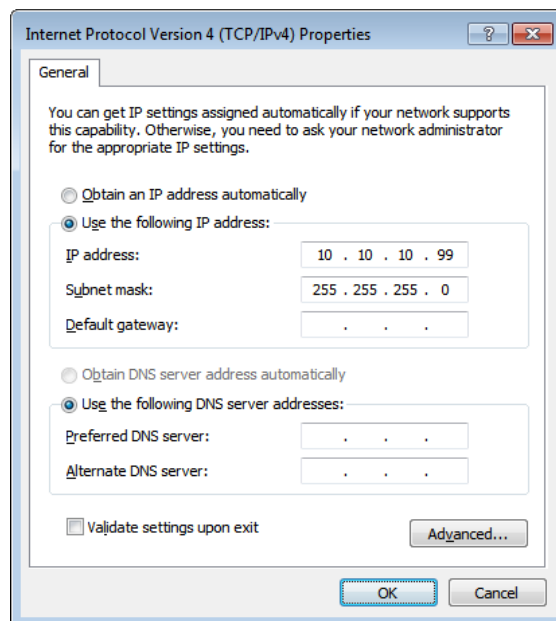 Internet Protocol Version 4 (TCP/IPv4) Properties
?
General
You can get IP settings assigned automatically if your network supports
this capability. Otherwise, you need to ask your network administrator
for the appropriate IP settings.
Obtain an IP address automatically
Use the following IP address:
IP address: 10 . 10 . 10 . 99
Subnet mask: 255 . 255 . 255 . 0
Default gateway: . . .
Obtain DNS server address automatically
Use the following DNS server addresses:
Preferred DNS server: . . .
Alternate DNS server: . . .
Validate settings upon exit
Advanced...
OK Cancel